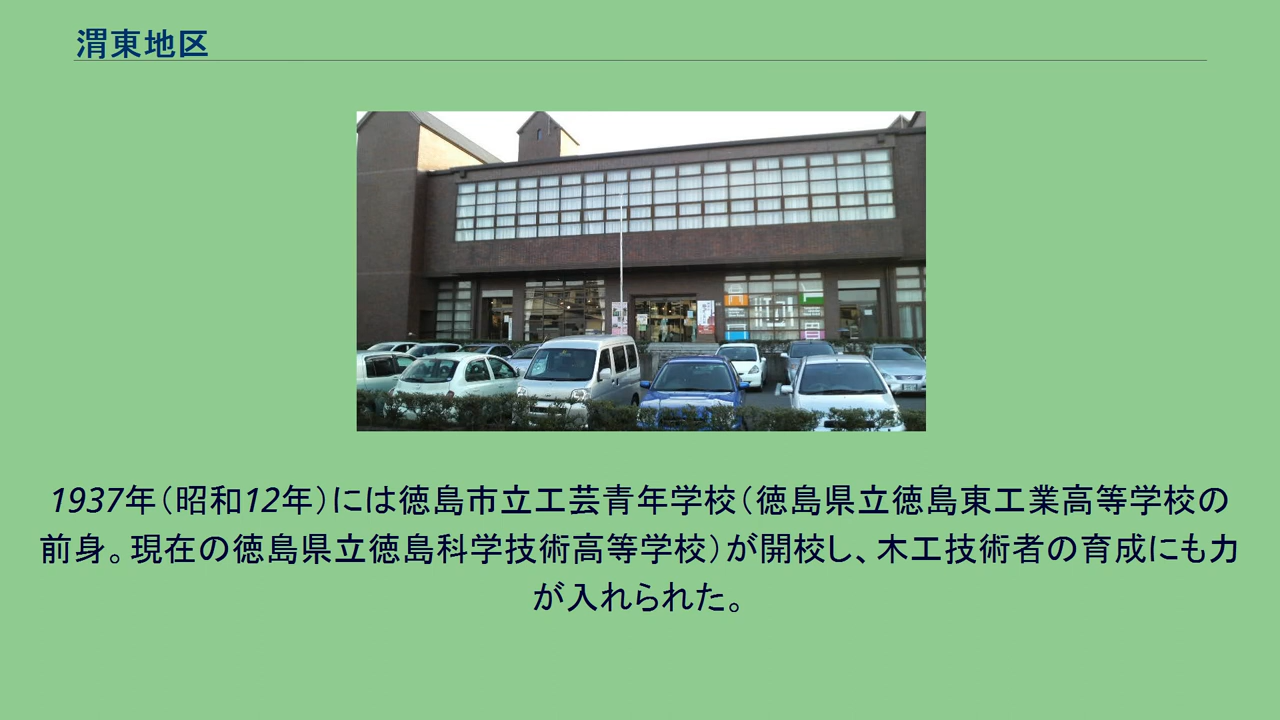 渭東地区
1937年（昭和12年）には徳島市立工芸青年学校（徳島県立徳島東工業高等学校の
前身。現在の徳島県立徳島科学技術高等学校）が開校し、木工技術者の育成にも力
が入れられた。